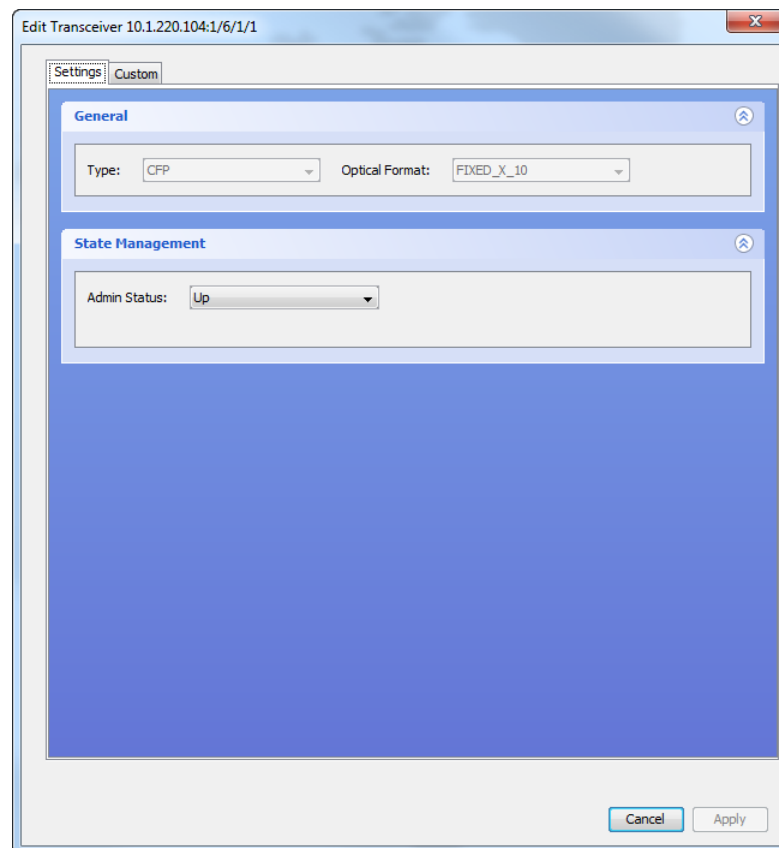 Edit Transceiver 10.1.220.104:1/6/1/1
Settings Custom
General
Type: CFP Optical Format: FIXED_X_10
State Management
Admin Status: Up
Cancel Apply